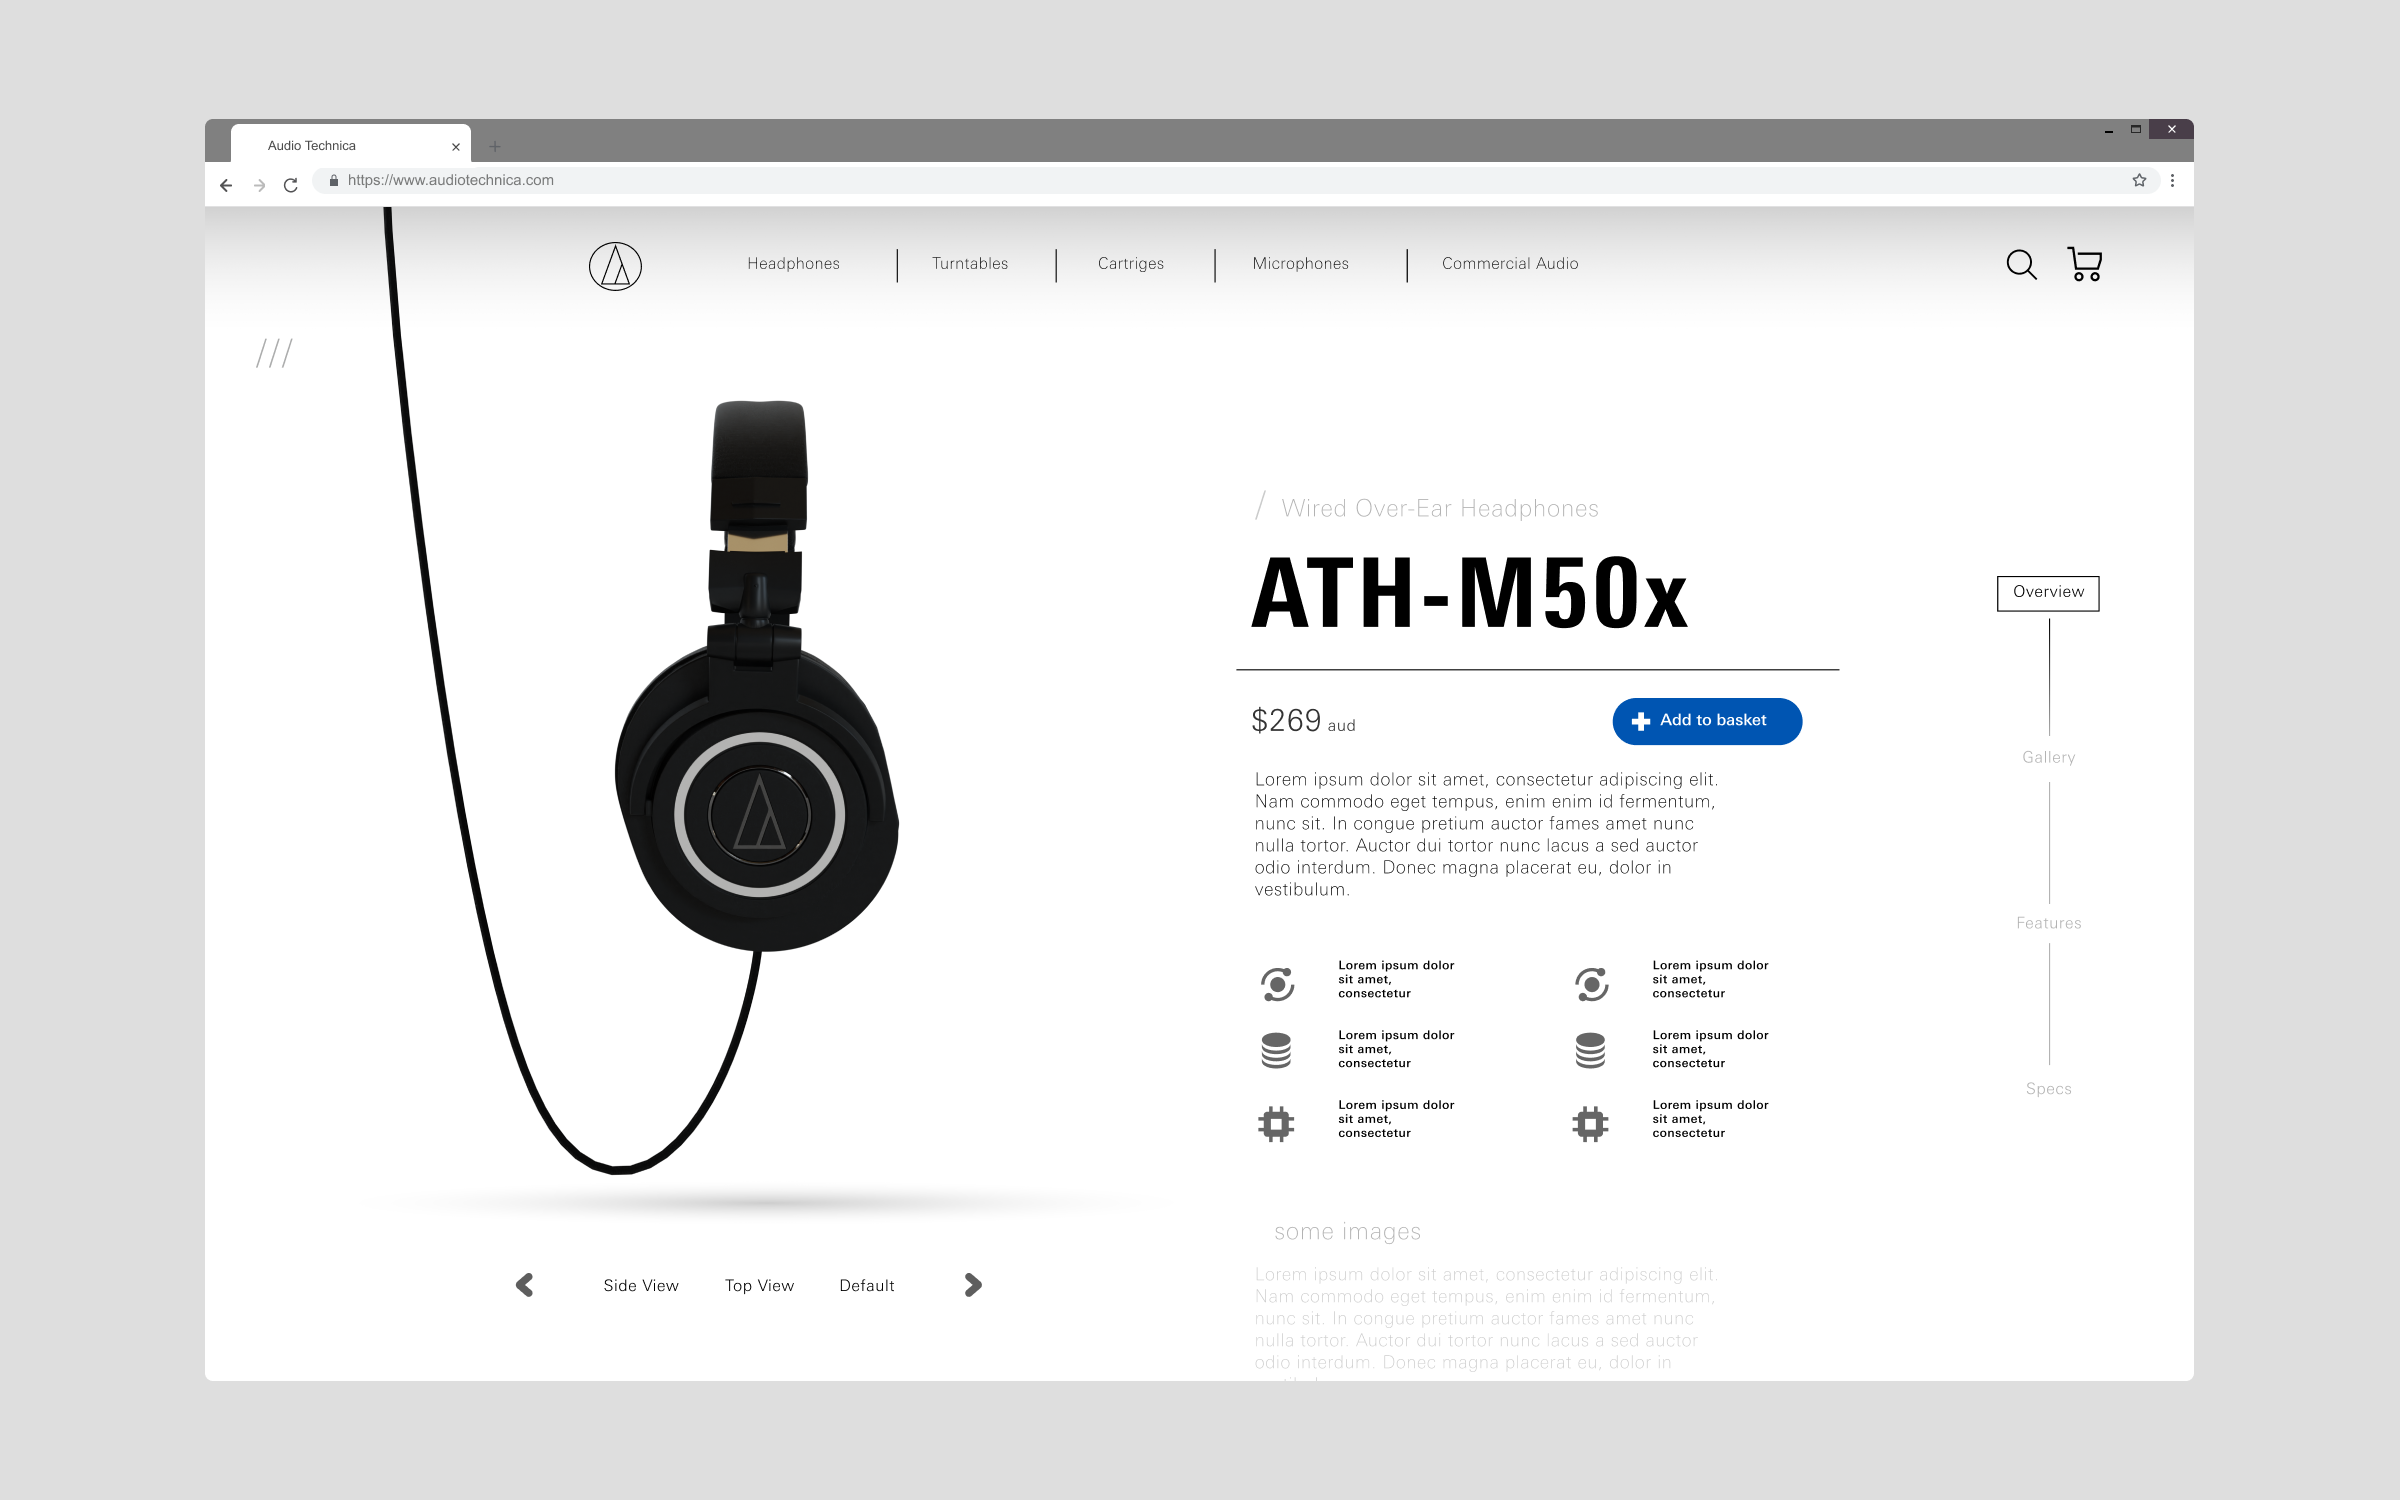 Audio Technica
https://www.audiotechnica.com
Headphones
Turntables
Cartriges
Microphones
Commercial Audio
///
/ Wired Over-Ear Headphones
ATH-M50x
$269 aud
Add to basket
Lorem ipsum dolor sit amet, consectetur adipiscing elit.
Nam commodo eget tempus, enim enim id fermentum,
nunc sit. In congue pretium auctor fames amet nunc
nulla tortor. Auctor dui tortor nunc lacus a sed auctor
odio interdum. Donec magna placerat eu, dolor in
vestibulum.
Lorem ipsum dolor
sit amet,
consectetur
Lorem ipsum dolor
sit amet,
consectetur
Lorem ipsum dolor
sit amet,
consectetur
Lorem ipsum dolor
sit amet,
consectetur
Lorem ipsum dolor
sit amet,
consectetur
Lorem ipsum dolor
sit amet,
consectetur
Overview
Gallery
Features
Specs
Side View
Top View
Default
some images
Lorem ipsum dolor sit amet, consectetur adipiscing elit.
Nam commodo eget tempus, enim enim id fermentum,
nunc sit. In congue pretium auctor fames amet nunc
nulla tortor. Auctor dui tortor nunc lacus a sed auctor
odio interdum. Donec magna placerat eu, dolor in